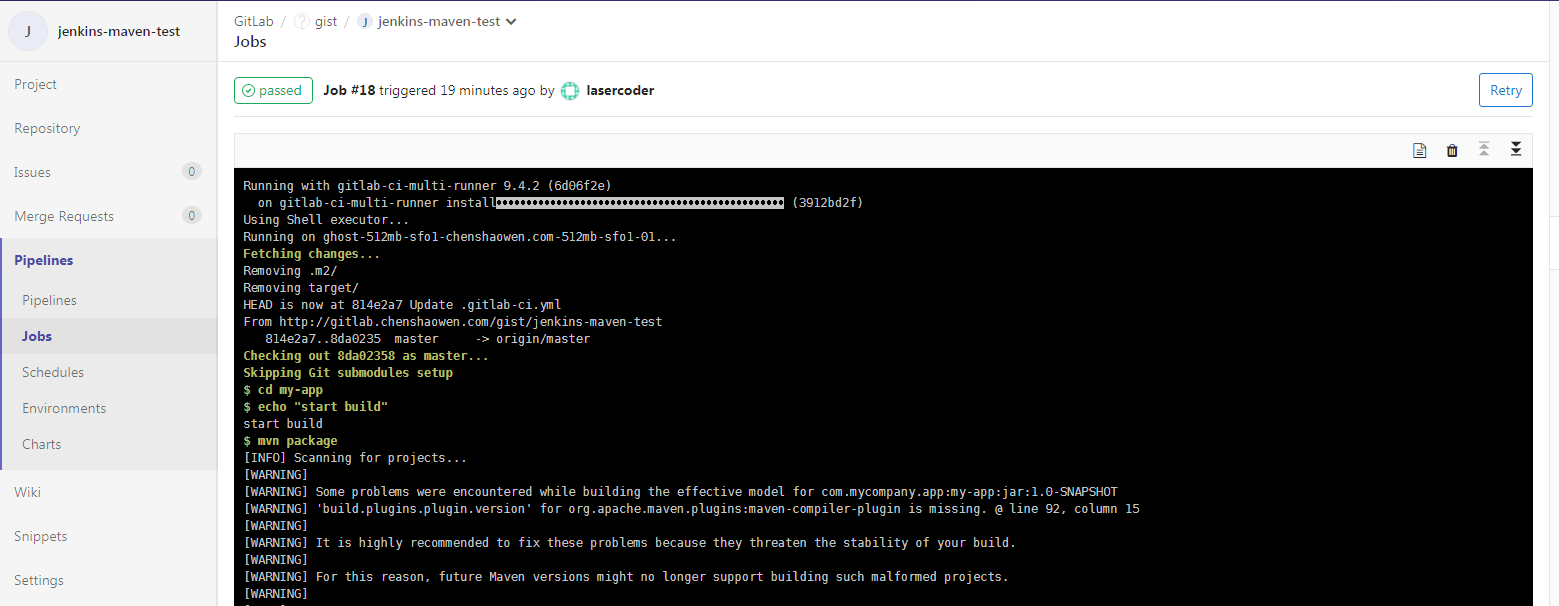 J jenkins-maven-test
Project
Repository
Issues 0
Merge Requests 0
Pipelines
Pipelines
Jobs
Schedules
Environments
Charts
Wiki
Snippets
Settings
GitLab / gist / J jenkins-maven-test
Jobs
passed Job #18 triggered 19 minutes ago by lasercoder
Retry
Running with gitlab-ci-multi-runner 9.4.2 (6d06f2e)
on gitlab-ci-multi-runner install (3912bd2f)
Using Shell executor...
Running on ghost-512mb-sfo1-chenshaowen.com-512mb-sfo1-01...
Fetching changes...
Removing .m2/
Removing target/
HEAD is now at 814e2a7 Update .gitlab-ci.yml
From http://gitlab.chenshaowen.com/gist/jenkins-maven-test
814e2a7..8da0235 master -> origin/master
Checking out 8da02358 as master...
Skipping Git submodules setup
$ cd my-app
$ echo "start build"
start build
$ mvn package
[INFO] Scanning for projects...
[WARNING]
[WARNING] Some problems were encountered while building the effective model for com.mycompany.app:my-app:jar:1.0-SNAPSHOT
[WARNING] 'build.plugins.plugin.version' for org.apache.maven.plugins:maven-compiler-plugin is missing. @ line 92, column 15
[WARNING]
[WARNING] It is highly recommended to fix these problems because they threaten the stability of your build.
[WARNING]
[WARNING] For this reason, future Maven versions might no longer support building such malformed projects.
[WARNING]